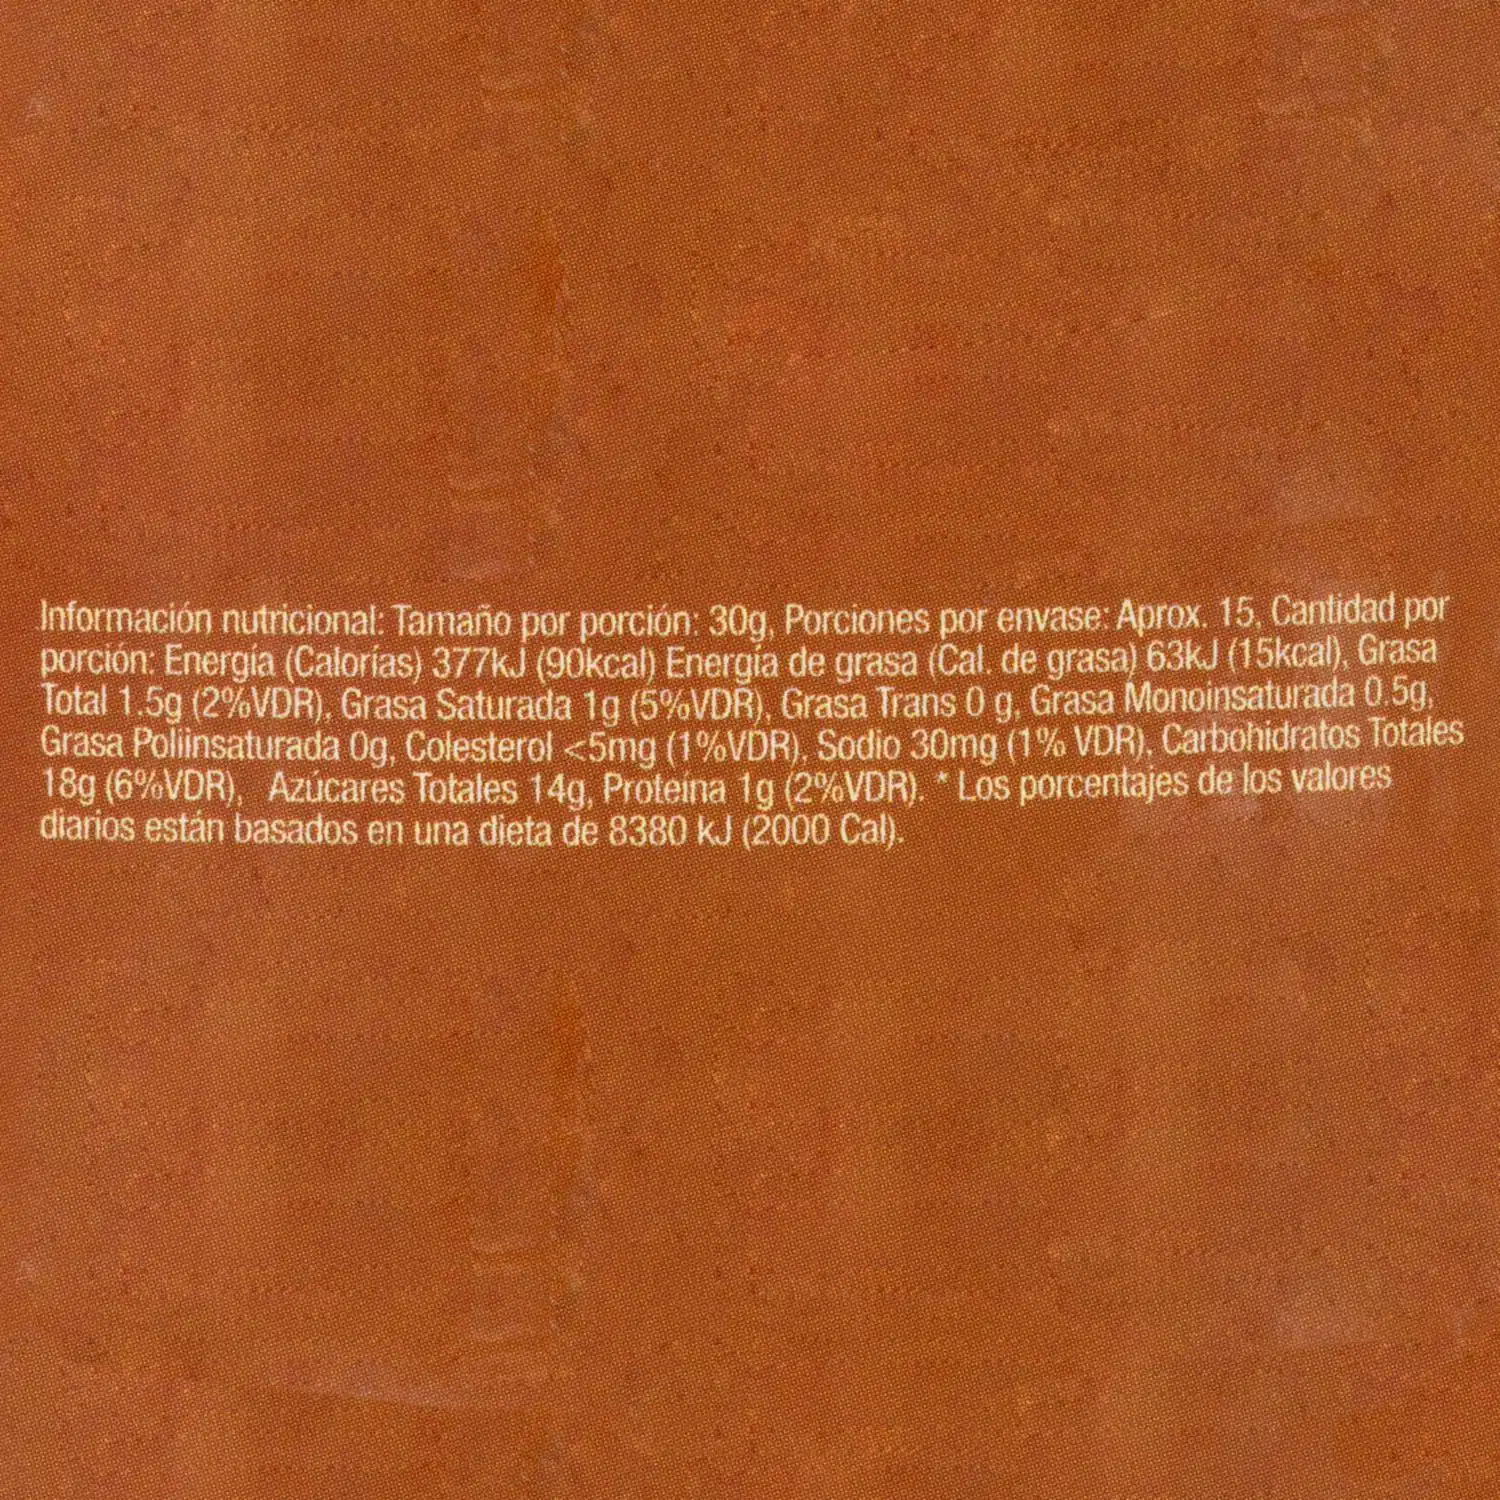 Información nutricional: Tamaño por porción: 30g, Porciones por envase: Aprox. 15, Cantidad por
porción: Energía (Calorías) 377kJ (90kcal) Energía de grasa (Cal. de grasa) 63kJ (15kcal), Grasa
Total 1.5g (2%VDR), Grasa Saturada 1g (5%VDR), Grasa Trans 0 g, Grasa Monoinsaturada 0.5g,
Grasa Poliinsaturada 0g, Colesterol <5mg (1%VDR), Sodio 30mg (1% VDR), Carbohidratos Totales
18g (6%VDR), Azúcares Totales 14g, Proteína 1g (2%VDR). * Los porcentajes de los valores
diarios están basados en una dieta de 8380 kJ (2000 Cal).